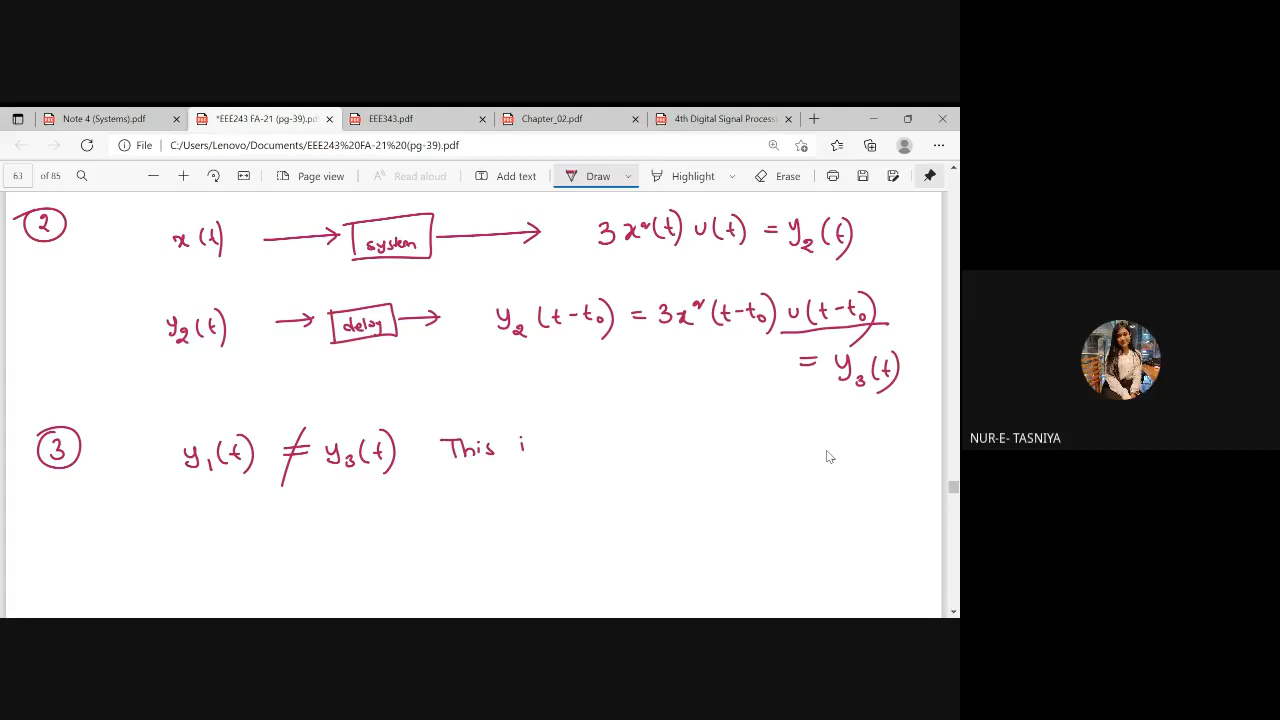 Note 4 (Systems).pdf
*EEE243 FA-21 (pg-39).pd
EEE343.pdf
Chapter_02.pdf
4th Digital Signal Process
File C:/Users/Lenovo/Documents/EEE243%20FA-21%20(pg-39).pdf
63 of 85 Page view Read aloud Add text Draw Highlight Erase
2 x(t) → system → 3x²(t) u(t) = y₂(t)
y₂(t) → delay → y₂(t-t₀) = 3x²(t-t₀) u(t-t₀)
= y₃(t)
3 y₁(t) ≠ y₃(t) This i
NUR-E- TASNIYA